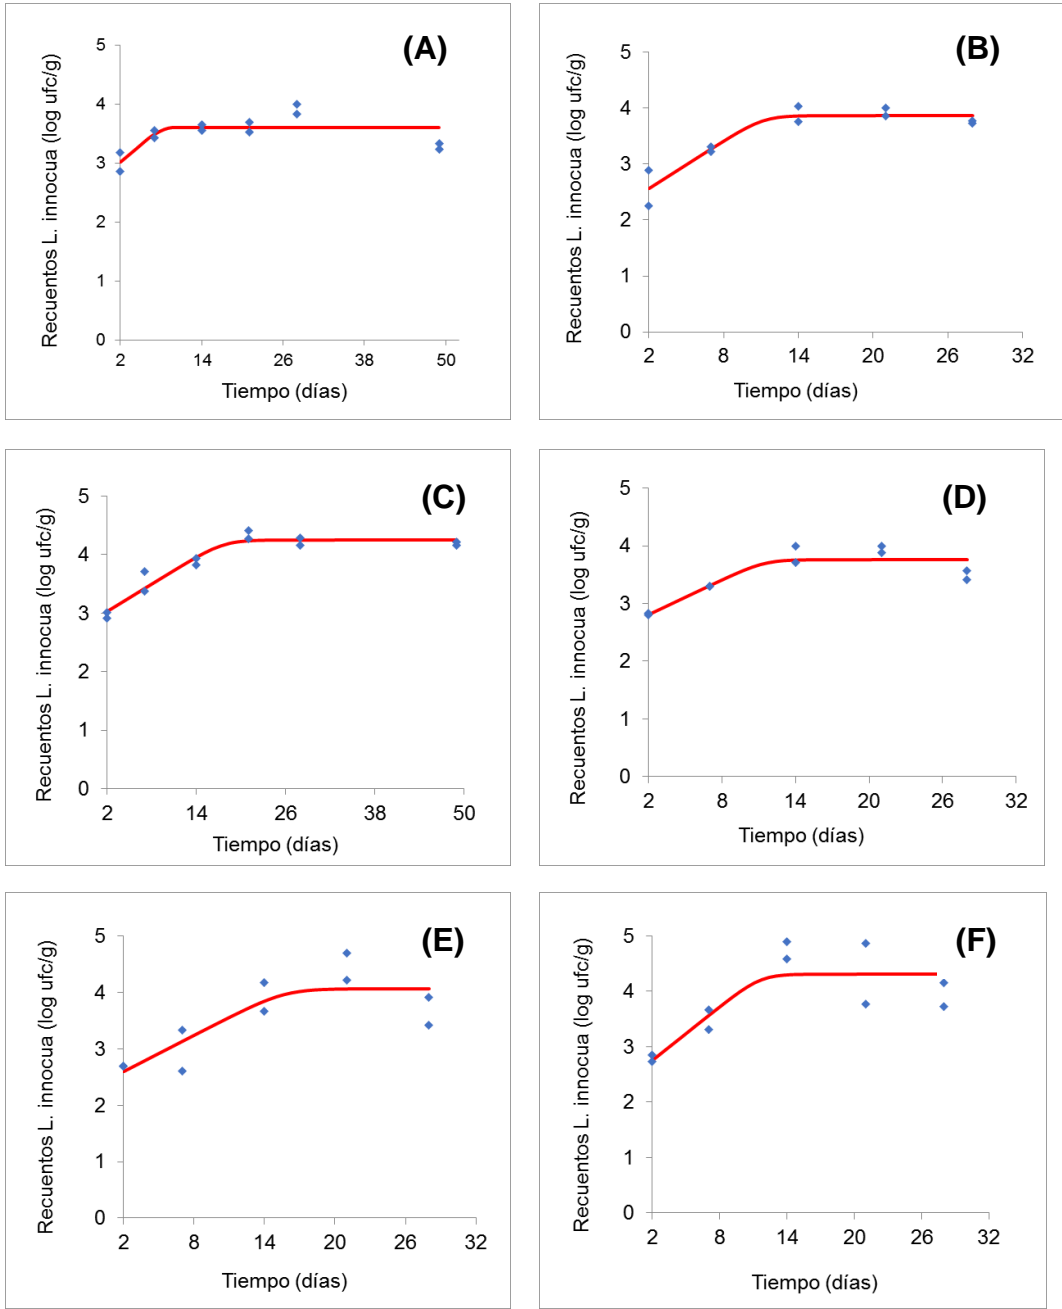 (A)
Recuentos L. innocua (log ufc/g)
5
4
3
2
1
0
2 14 26 38 50
Tiempo (días)
(B)
Recuentos L. innocua (log ufc/g)
5
4
3
2
1
0
2 8 14 20 26 32
Tiempo (días)
(C)
Recuentos L. innocua (log ufc/g)
5
4
3
2
1
0
2 14 26 38 50
Tiempo (días)
(D)
Recuentos L. innocua (log ufc/g)
5
4
3
2
1
0
2 8 14 20 26 32
Tiempo (días)
(E)
Recuentos L. innocua (log ufc/g)
5
4
3
2
1
0
2 8 14 20 26 32
Tiempo (días)
(F)
Recuentos L. innocua (log ufc/g)
5
4
3
2
1
0
2 8 14 20 26 32
Tiempo (días)